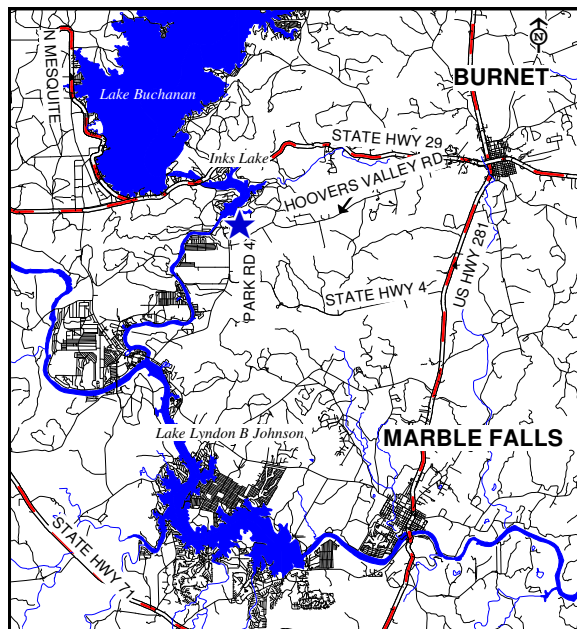 N
BURNET
N MESQUITE
Lake Buchanan
STATE HWY 29
Inks Lake
HOOVERS VALLEY RD
PARK RD 4
US HWY 281
STATE HWY 4
Lake Lyndon B Johnson
MARBLE FALLS
STATE HWY 71